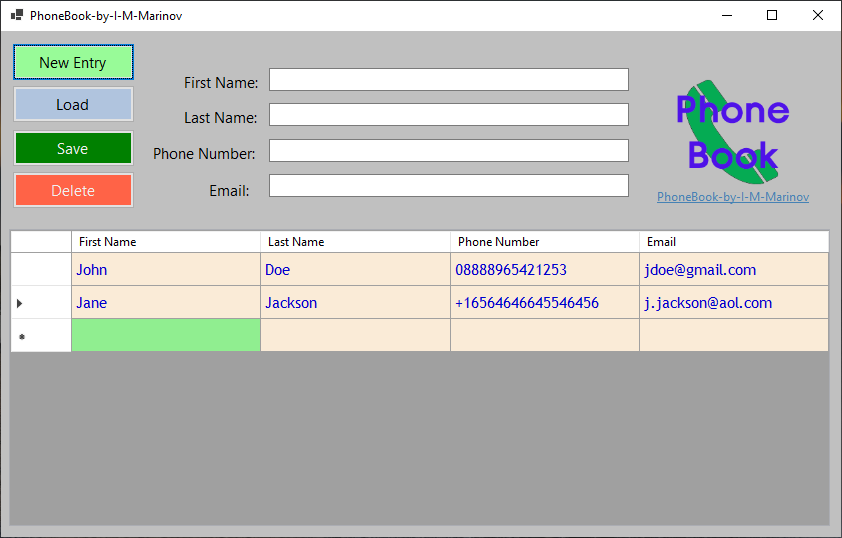 PhoneBook-by-I-M-Marinov
New Entry
Load
Save
Delete
First Name:
Last Name:
Phone Number:
Email:
Phone
Book
PhoneBook-by-I-M-Marinov
First Name Last Name Phone Number Email
John Doe 08888965421253 jdoe@gmail.com
Jane Jackson +16564646645546456 j.jackson@aol.com